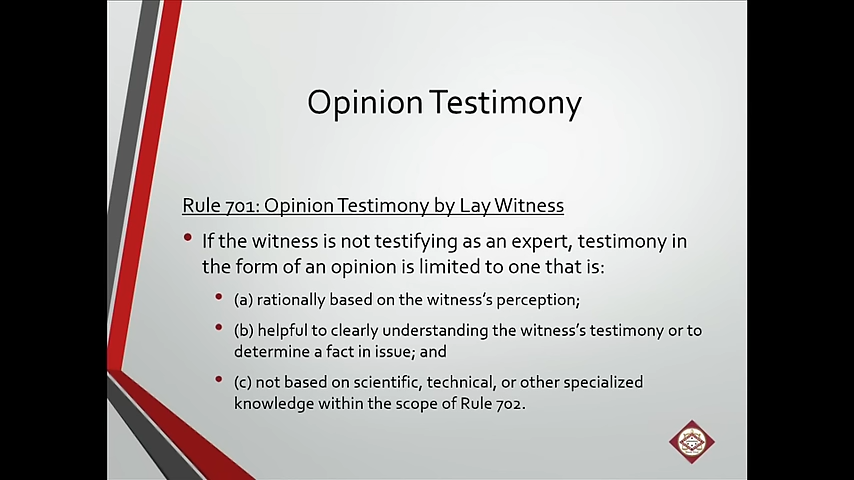 Opinion Testimony
Rule 701: Opinion Testimony by Lay Witness
• If the witness is not testifying as an expert, testimony in
the form of an opinion is limited to one that is:
• (a) rationally based on the witness's perception;
• (b) helpful to clearly understanding the witness's testimony or to
determine a fact in issue; and
• (c) not based on scientific, technical, or other specialized
knowledge within the scope of Rule 702.